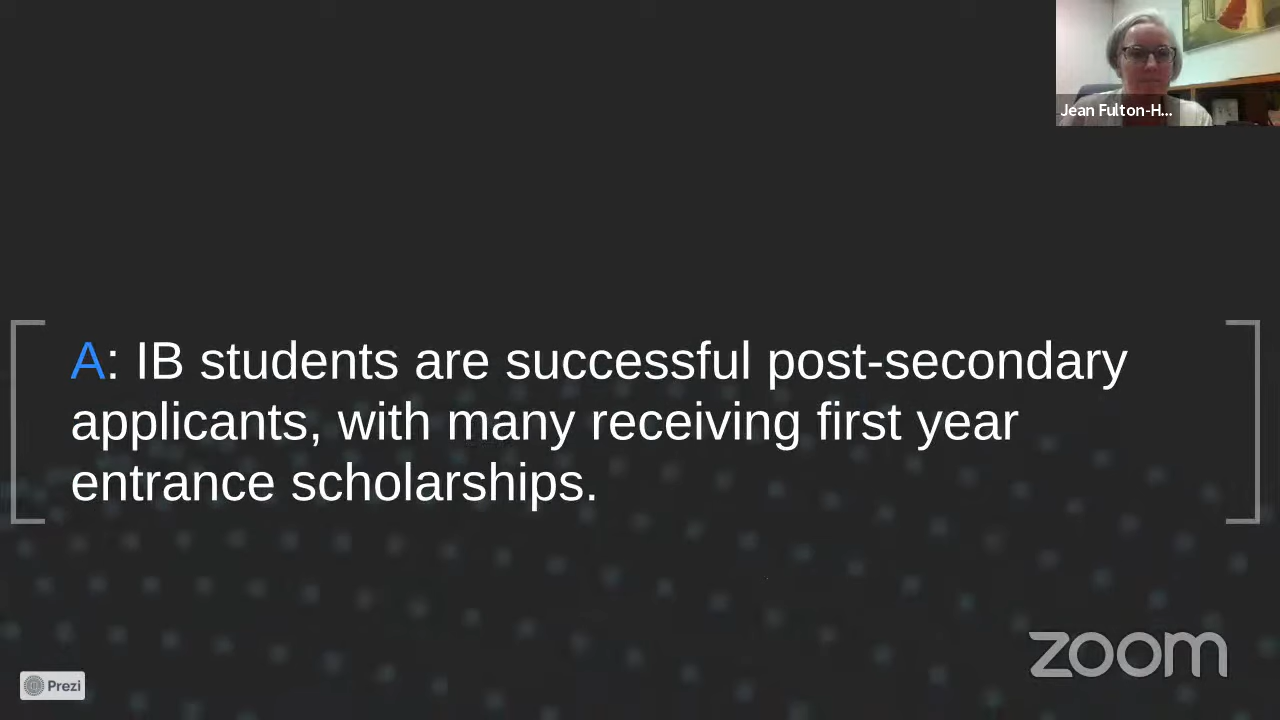 Jean Fulton-H...
A: IB students are successful post-secondary
applicants, with many receiving first year
entrance scholarships.
zoom
Prezi